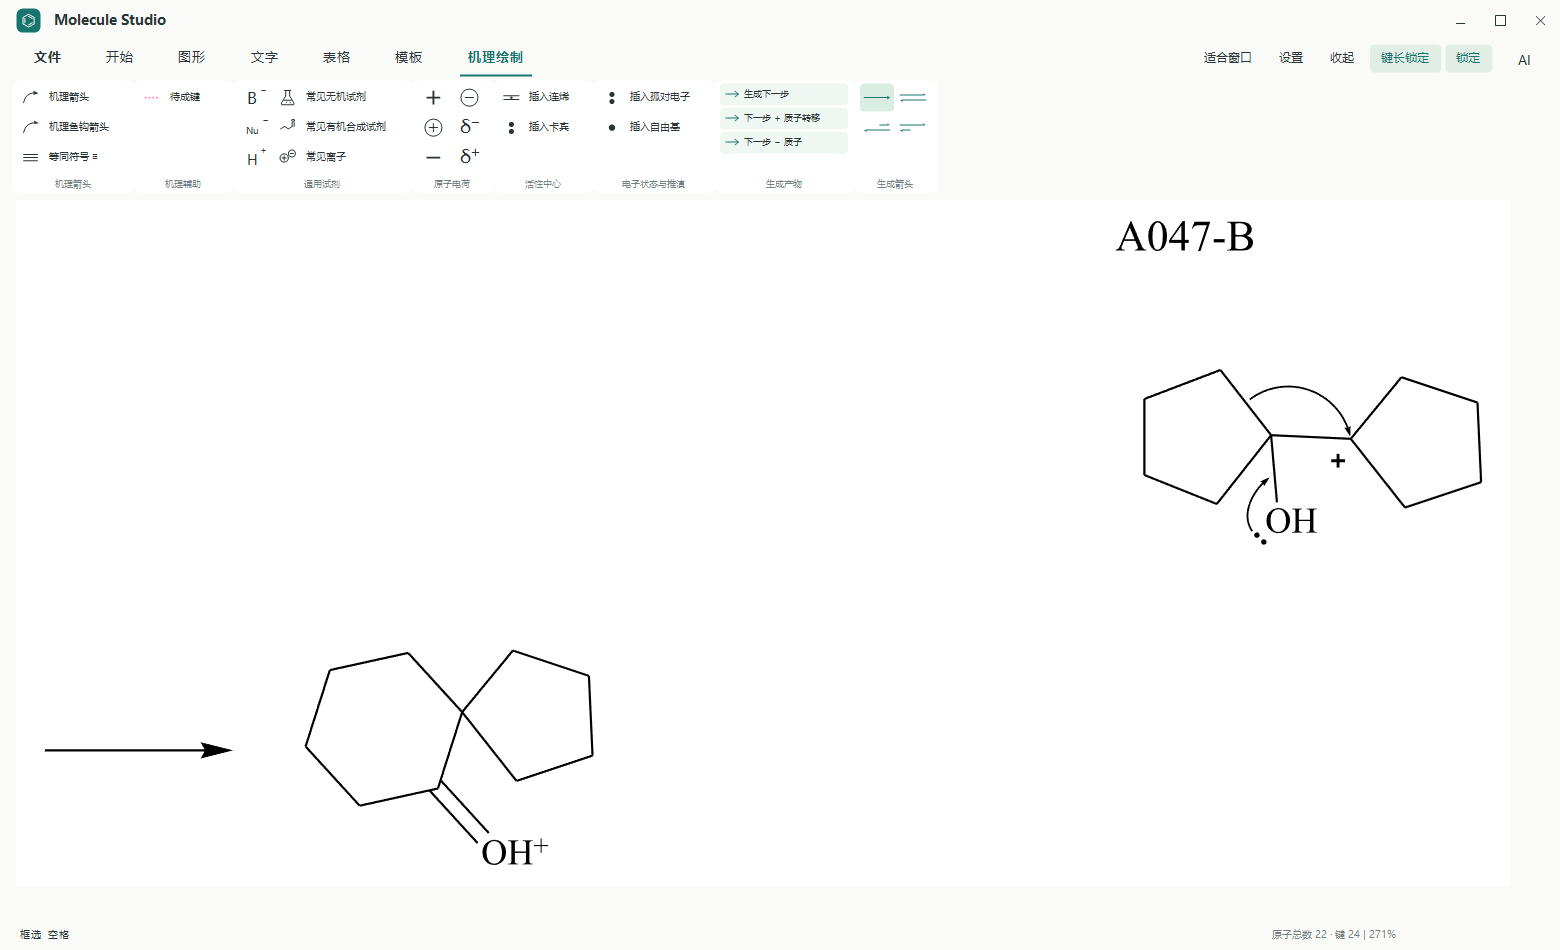 Molecule Studio
文件 开始 图形 文字 表格 模板 机理绘制 适合窗口 设置 收起 键长锁定 锁定 AI
机理箭头 待成键 B⁻ 常见无机试剂 + ⊖ 插入连烯 插入孤对电子 生成下一步
机理鱼钩箭头 Nu⁻ 常见有机合成试剂 ⊕ δ⁻ 插入卡宾 插入自由基 下一步 + 质子转移
等同符号 ≡ H⁺ 常见离子 − δ⁺ 下一步 − 质子
机理箭头 机理辅助 通用试剂 原子电荷 活性中心 电子状态与推演 生成产物 生成箭头
A047-B
+
OH
OH⁺
框选 空格 原子总数 22 · 键 24 | 271%